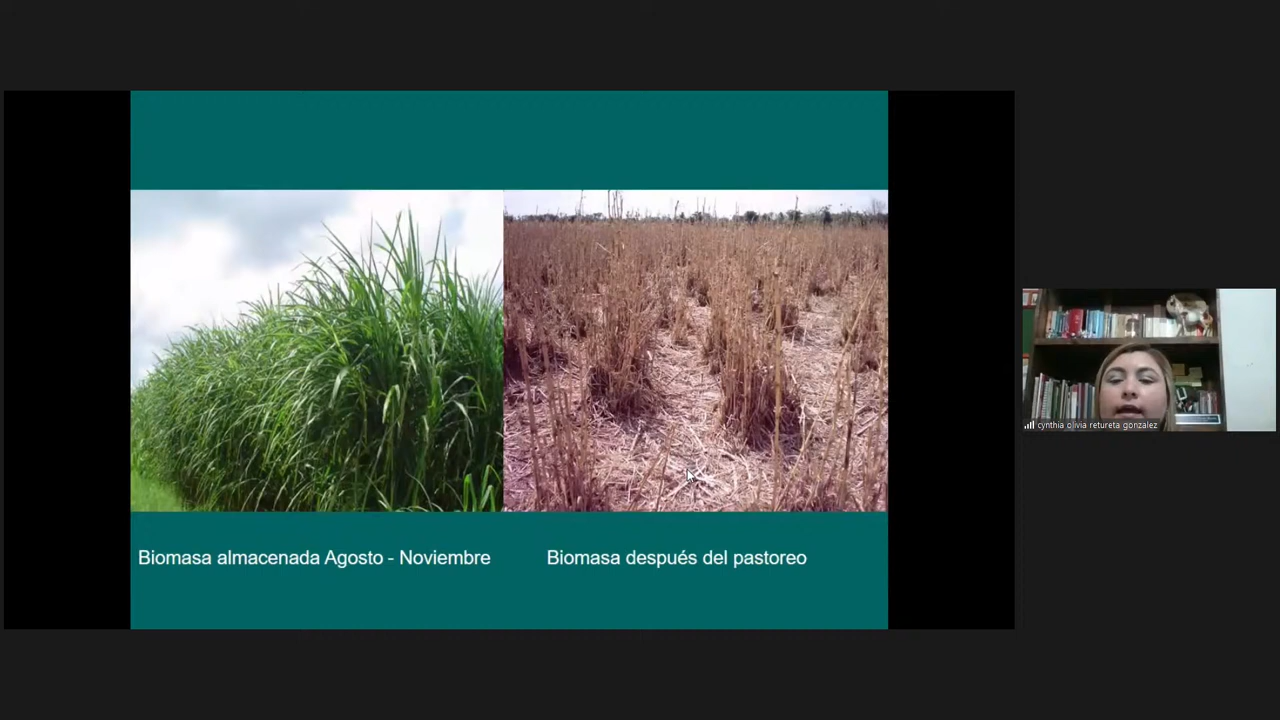 Biomasa almacenada Agosto - Noviembre
Biomasa después del pastoreo
cynthia olivia retureta gonzalez